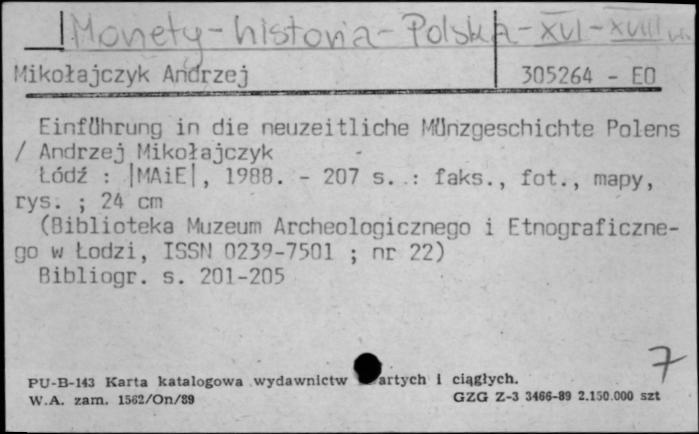 Monety - historia - Polska - XVI - XVIII w.
Mikołajczyk Andrzej 305264 - EO
Einführung in die neuzeitliche Münzgeschichte Polens
/ Andrzej Mikołajczyk
Łódź : |MAiE|, 1988. - 207 s. : faks., fot., mapy,
rys. ; 24 cm
(Biblioteka Muzeum Archeologicznego i Etnograficzne-
go w Łodzi, ISSN 0239-7501 ; nr 22)
Bibliogr. s. 201-205
7
PU-B-143 Karta katalogowa wydawnictw artych i ciągłych.
W.A. zam. 1562/On/89 GZG Z-3 3466-89 2.150.000 szt